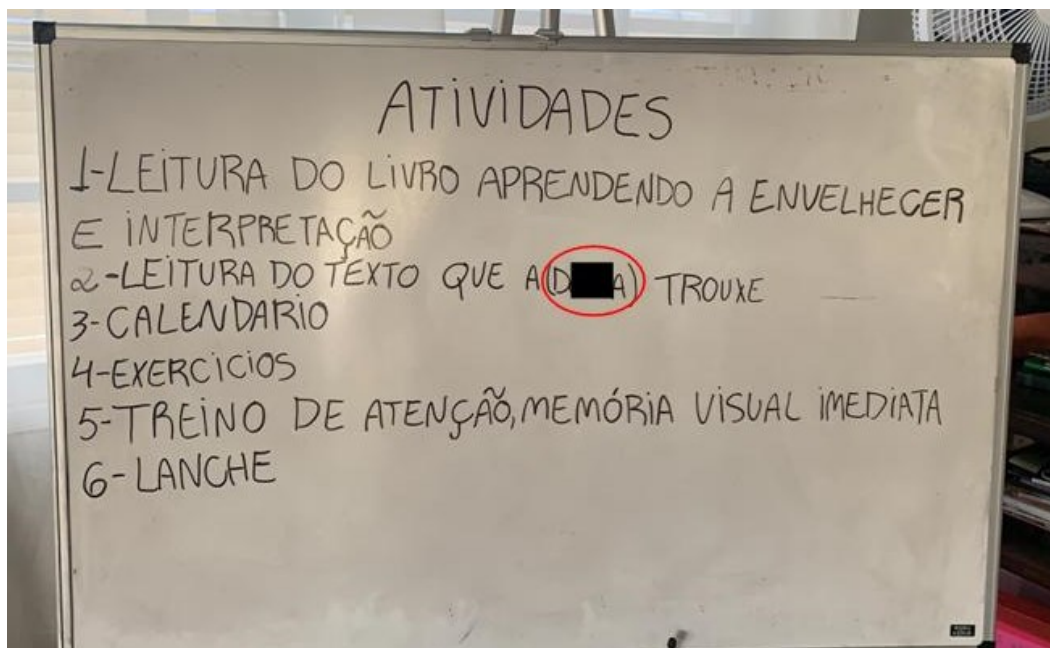 ATIVIDADES
1-LEITURA DO LIVRO APRENDENDO A ENVELHECER
E INTERPRETAÇÃO
2-LEITURA DO TEXTO QUE A (D A) TROUXE
3-CALENDARIO
4-EXERCICIOS
5-TREINO DE ATENÇÃO, MEMÓRIA VISUAL IMEDIATA
6-LANCHE